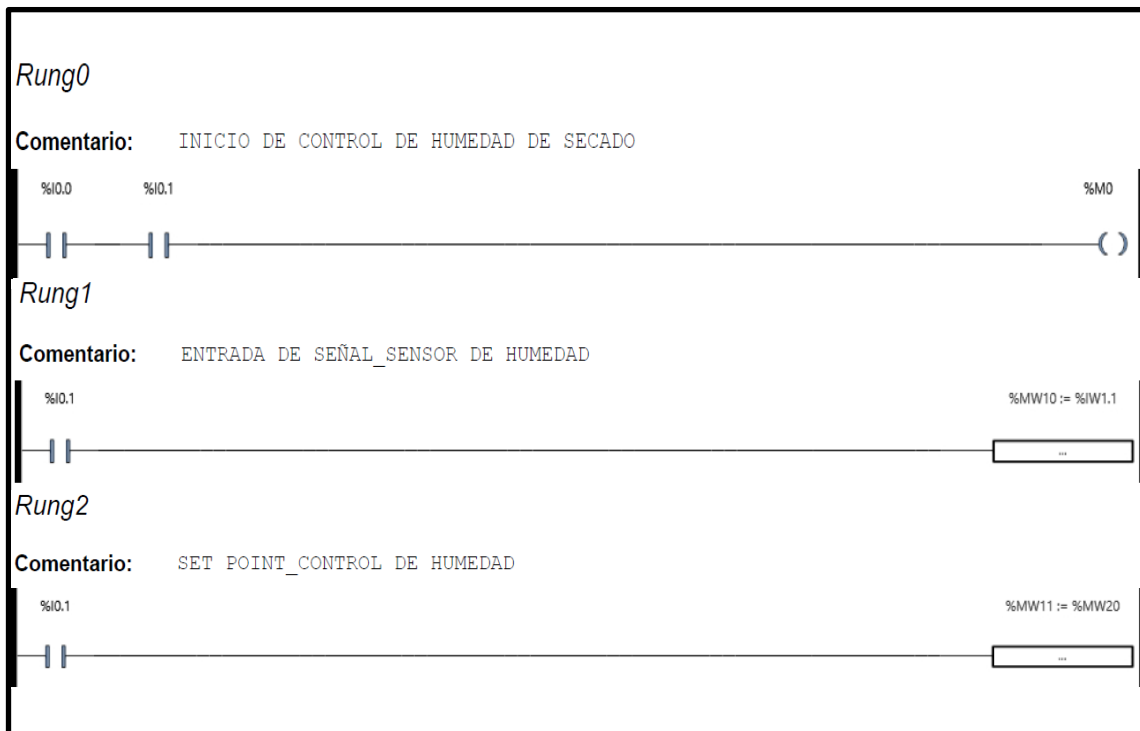 Rung0
Comentario: INICIO DE CONTROL DE HUMEDAD DE SECADO
%I0.0 %I0.1 %M0
Rung1
Comentario: ENTRADA DE SEÑAL_SENSOR DE HUMEDAD
%I0.1 %MW10 := %IW1.1
...
Rung2
Comentario: SET POINT_CONTROL DE HUMEDAD
%I0.1 %MW11 := %MW20
...